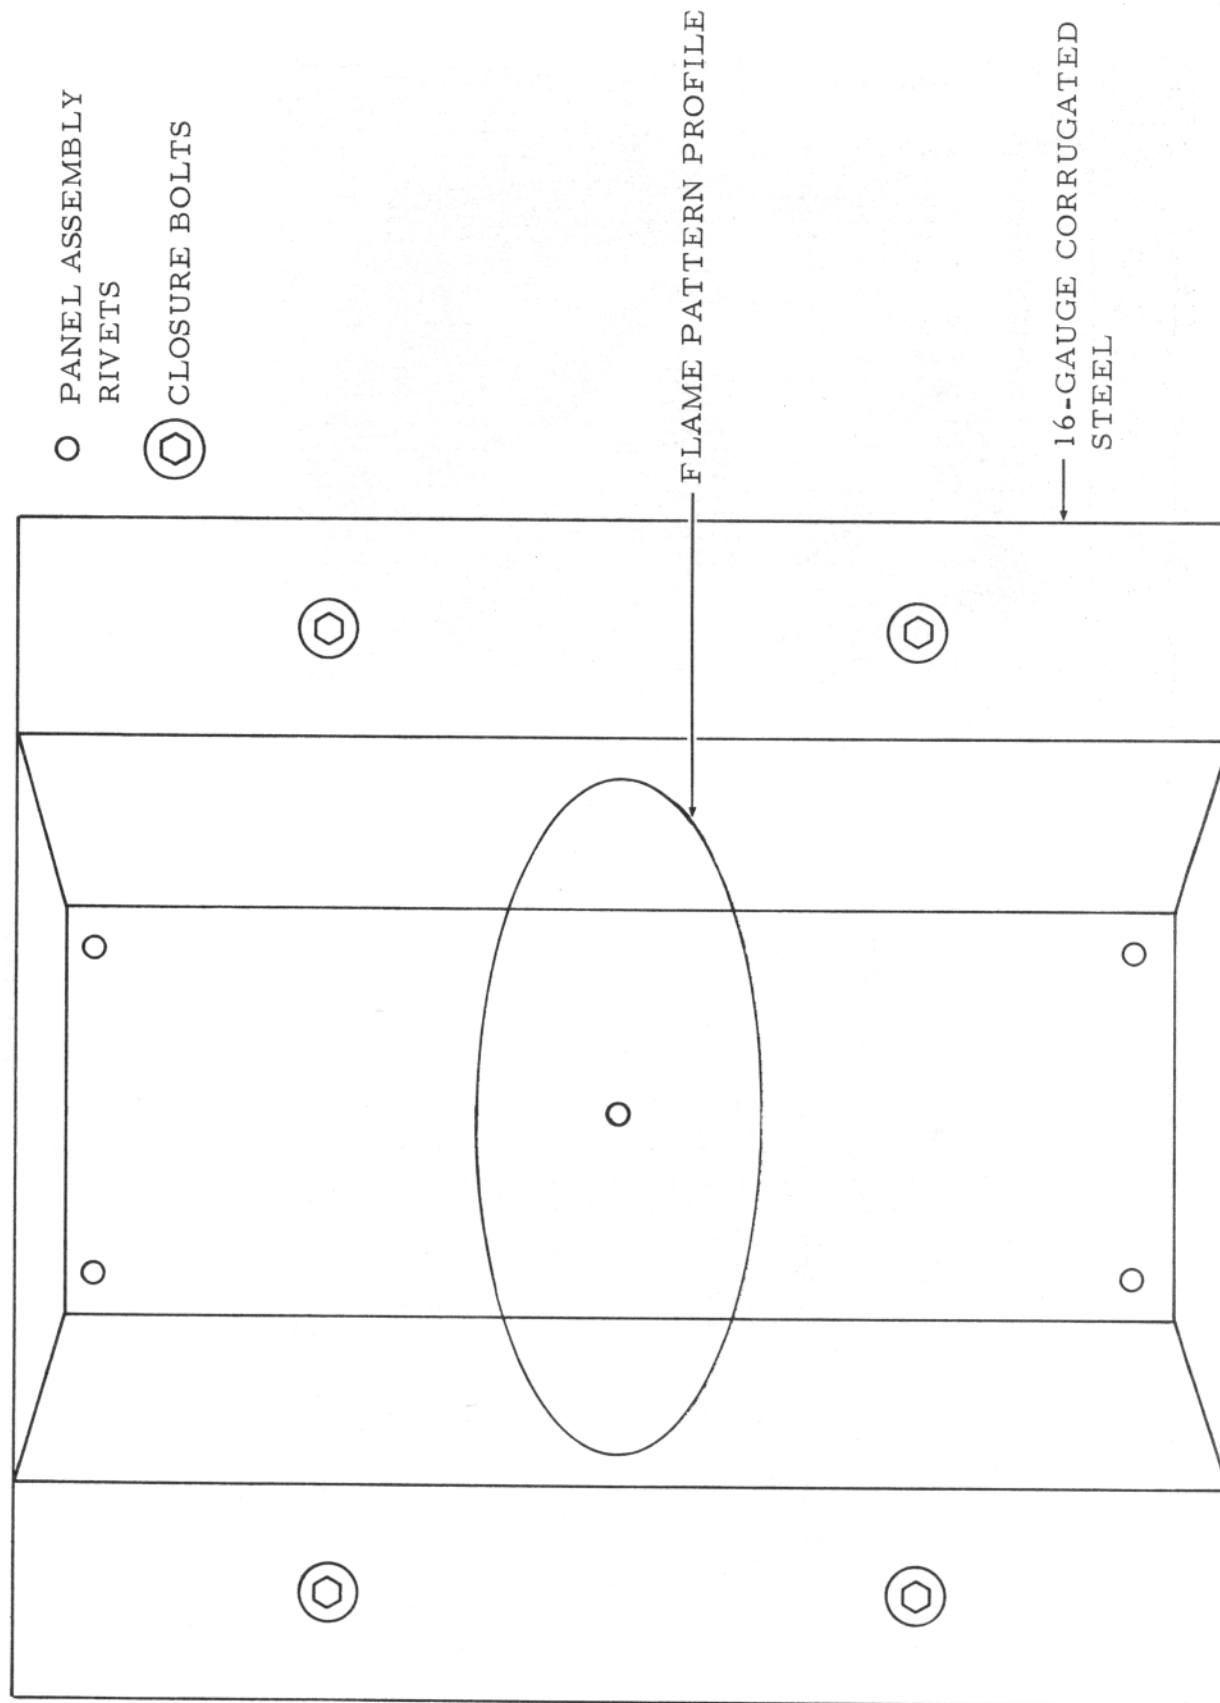 PANEL ASSEMBLY
RIVETS
CLOSURE BOLTS
FLAME PATTERN PROFILE
16-GAUGE CORRUGATED
STEEL